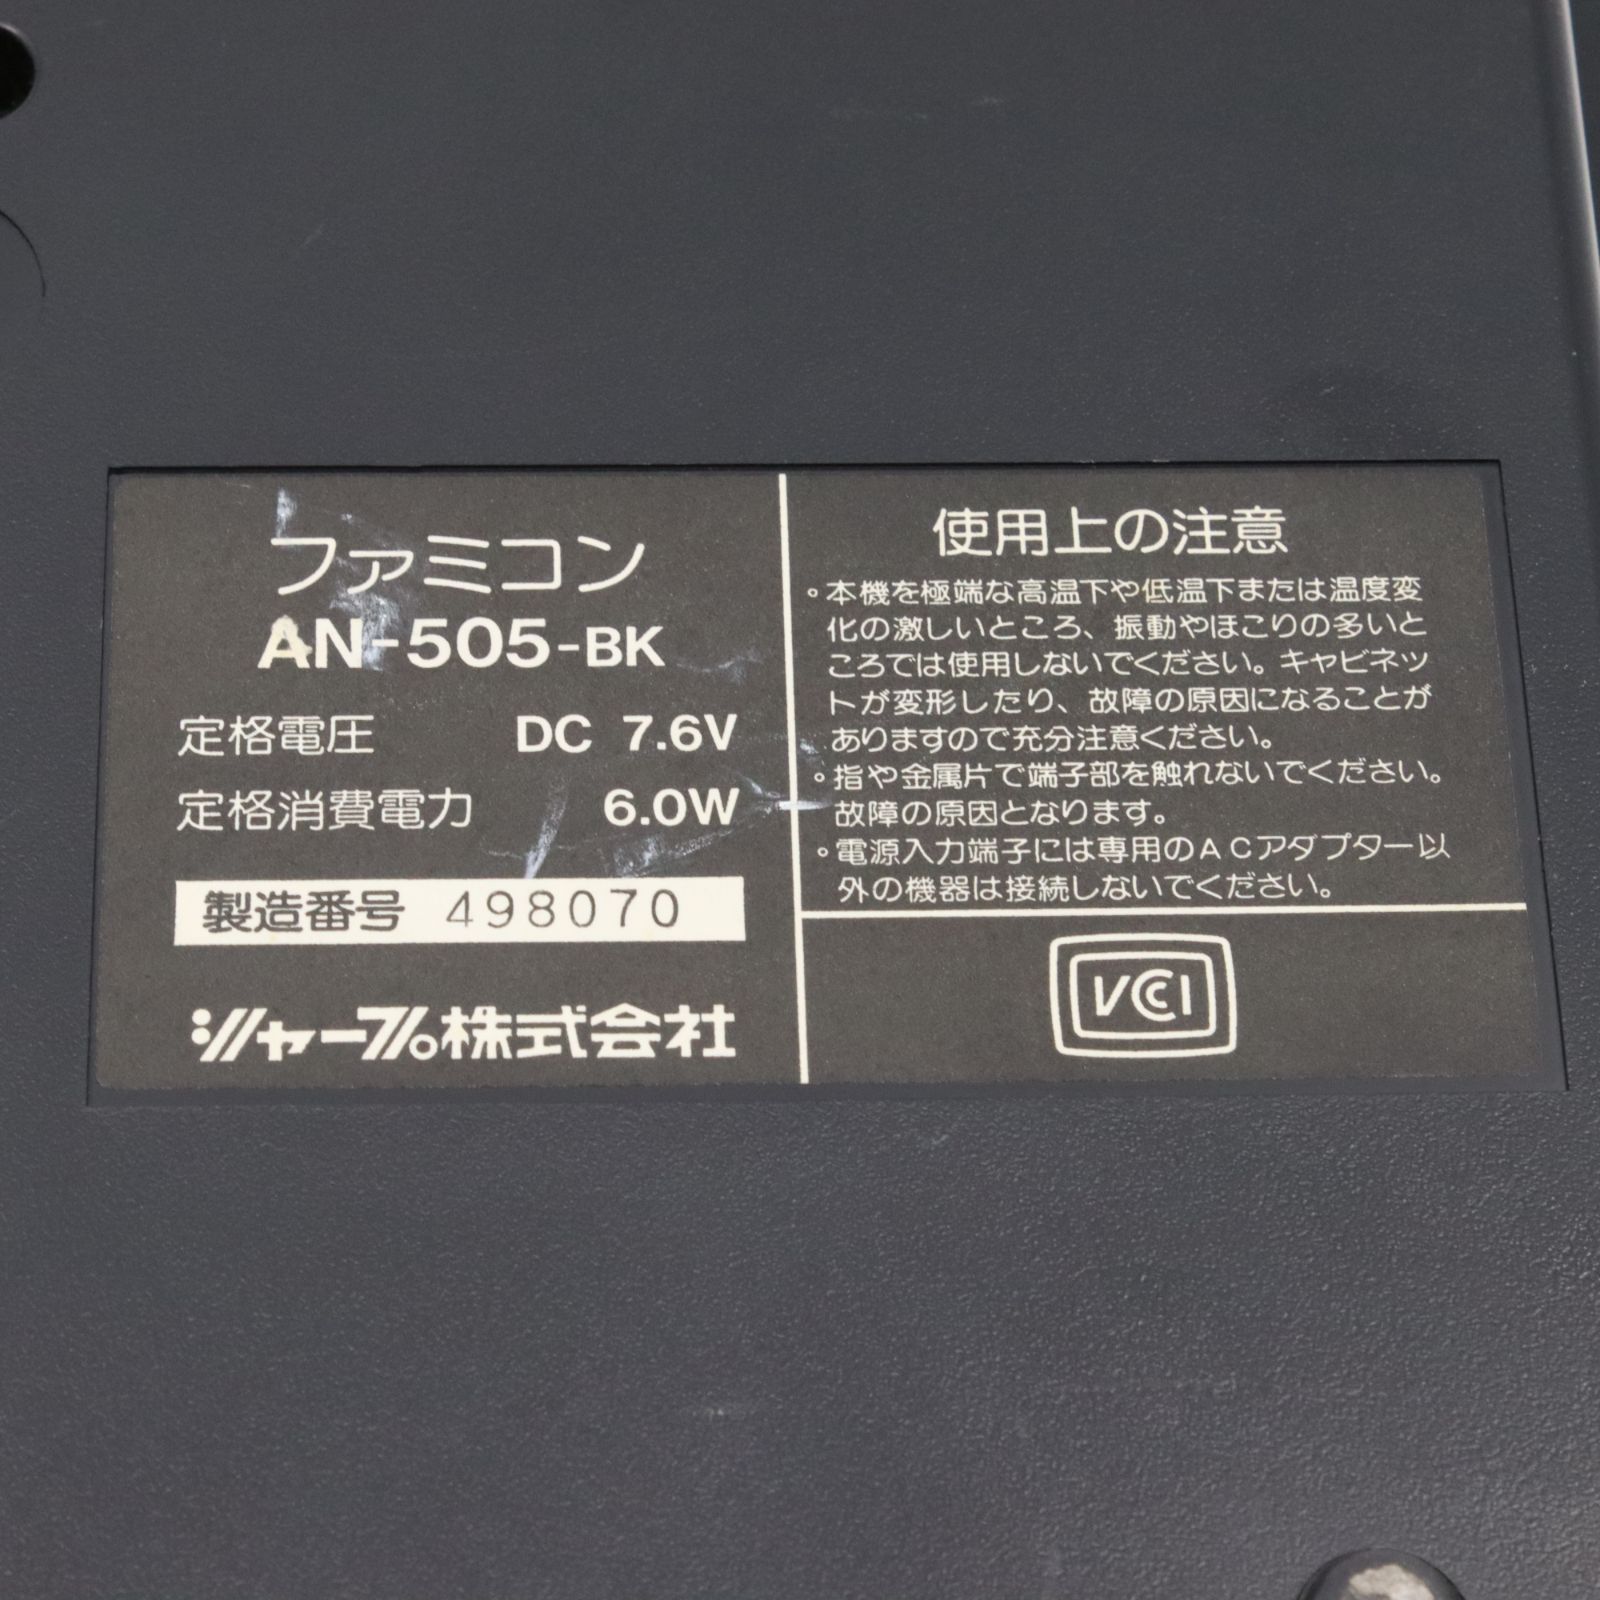 ファミコン
AN-505-BK
定格電圧 DC 7.6V
定格消費電力 6.0W
製造番号 498070
シャープ株式会社
使用上の注意
。本機を極端な高温下や低温下または温度変
化の激しいところ、振動やほこりの多いと
ころでは使用しないでください。キャビネッ
トが変形したり、故障の原因になることが
ありますので充分注意ください。
。指や金属片で端子部を触れないでください。
故障の原因となります。
。電源入力端子には専用のACアダプター以
外の機器は接続しないでください。
VCCI